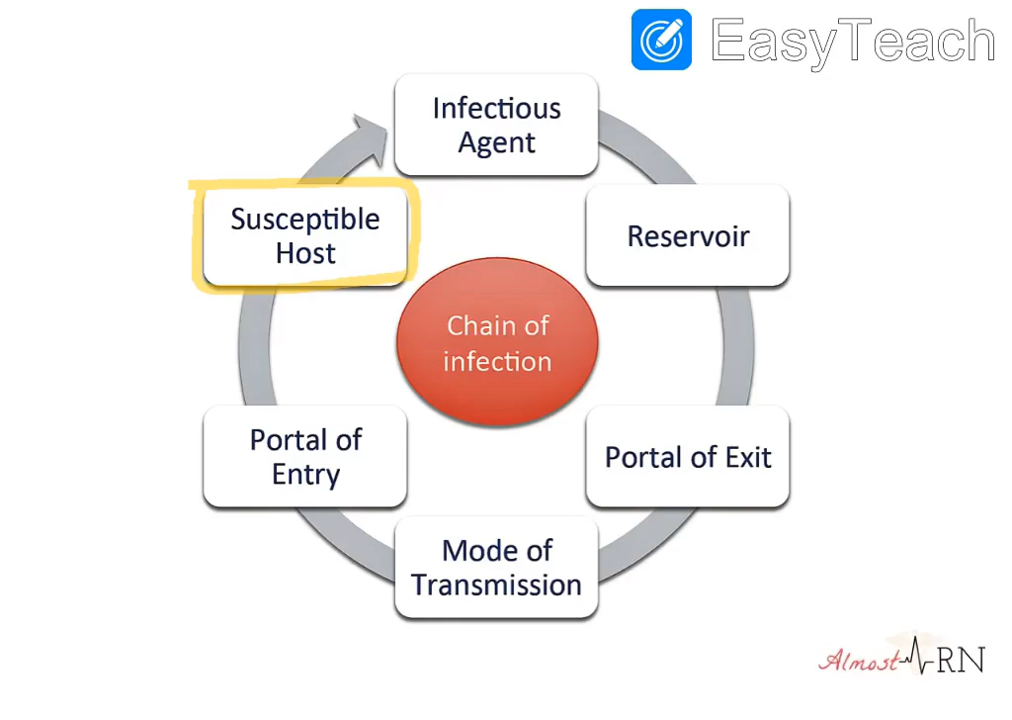 EasyTeach
Infectious
Agent
Susceptible
Host
Reservoir
Chain of
infection
Portal of
Entry
Portal of Exit
Mode of
Transmission
Almost RN